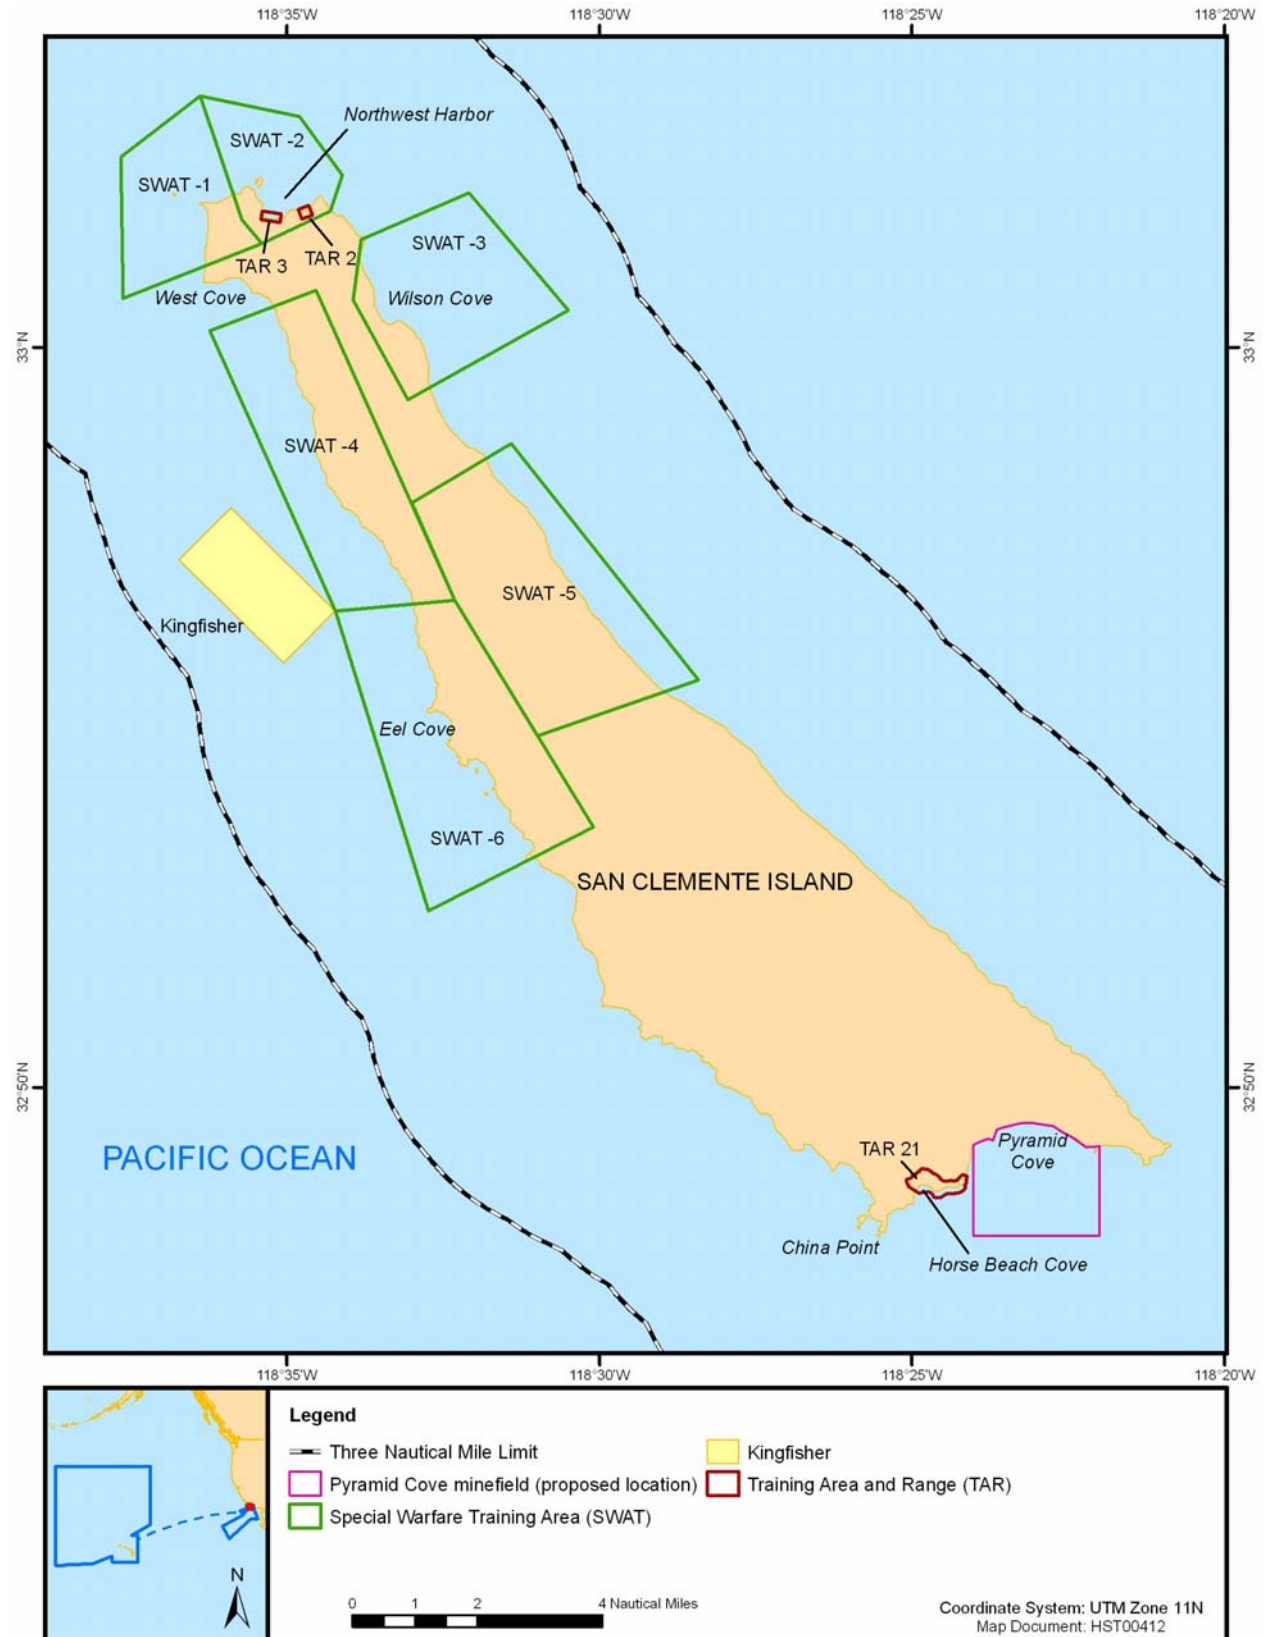 118°35'W
118°30'W
118°25'W
118°20'W
Northwest Harbor
SWAT -2
SWAT -1
SWAT -3
TAR 2
TAR 3
West Cove
Wilson Cove
33°N
33°N
SWAT -4
SWAT -5
Kingfisher
Eel Cove
SWAT -6
SAN CLEMENTE ISLAND
32°50'N
32°50'N
PACIFIC OCEAN
TAR 21
Pyramid
Cove
China Point
Horse Beach Cove
118°35'W
118°30'W
118°25'W
118°20'W
Legend
Three Nautical Mile Limit
Kingfisher
Pyramid Cove minefield (proposed location)
Training Area and Range (TAR)
Special Warfare Training Area (SWAT)
N
0 1 2 4 Nautical Miles
Coordinate System: UTM Zone 11N
Map Document: HST00412